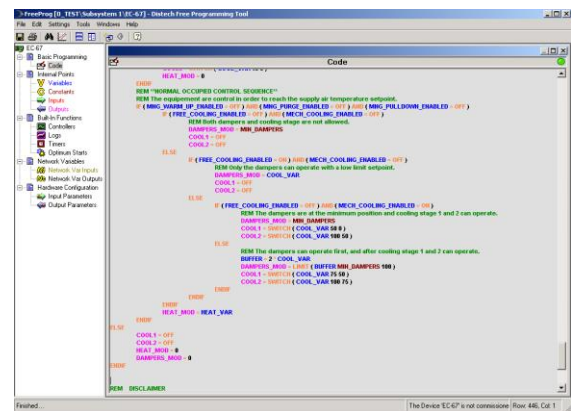 FreeProg [D_TEST\Subsystem 1\EC-67] - Distech Free Programming Tool
File Edit Settings Tools Windows Help
EC-67
Basic Programming
Code
Internal Points
Variables
Constants
Inputs
Outputs
Built-In Functions
Controllers
Logs
Timers
Optimum Starts
Network Variables
Network Var Inputs
Network Var Outputs
Hardware Configuration
Input Parameters
Output Parameters
Code
HEAT_MOD = 0
ENDIF
REM "NORMAL OCCUPIED CONTROL SEQUENCE"
REM The equipement are control in order to reach the supply air temperature setpoint.
IF ( MNG_WARM_UP_ENABLED = OFF ) AND ( MNG_PURGE_ENABLED = OFF ) AND ( MNG_PULLDOWN_ENABLED = OFF )
IF ( FREE_COOLING_ENABLED = OFF ) AND ( MECH_COOLING_ENABLED = OFF )
REM Both dampers and cooling stage are not allowed.
DAMPERS_MOD = MIN_DAMPERS
COOL1 = OFF
COOL2 = OFF
ELSE
IF ( FREE_COOLING_ENABLED = ON ) AND ( MECH_COOLING_ENABLED = OFF )
REM Only the dampers can operate with a low limit setpoint.
DAMPERS_MOD = COOL_VAR
COOL1 = OFF
COOL2 = OFF
ELSE
IF ( FREE_COOLING_ENABLED = OFF ) AND ( MECH_COOLING_ENABLED = ON )
REM The dampers are at the minimum position and cooling stage 1 and 2 can operate.
DAMPERS_MOD = MIN_DAMPERS
COOL1 = SWITCH ( COOL_VAR 50 0 )
COOL2 = SWITCH ( COOL_VAR 100 50 )
ELSE
REM The dampers can operate first, and after cooling stage 1 and 2 can operate.
BUFFER = 2 * COOL_VAR
DAMPERS_MOD = LIMIT ( BUFFER MIN_DAMPERS 100 )
COOL1 = SWITCH ( COOL_VAR 75 50 )
COOL2 = SWITCH ( COOL_VAR 100 75 )
ENDIF
ENDIF
ENDIF
HEAT_MOD = HEAT_VAR
ENDIF
ELSE
COOL1 = OFF
COOL2 = OFF
HEAT_MOD = 0
DAMPERS_MOD = 0
ENDIF
REM DISCLAIMER
Finished...
The Device 'EC-67' is not commissione Row: 446, Col: 1